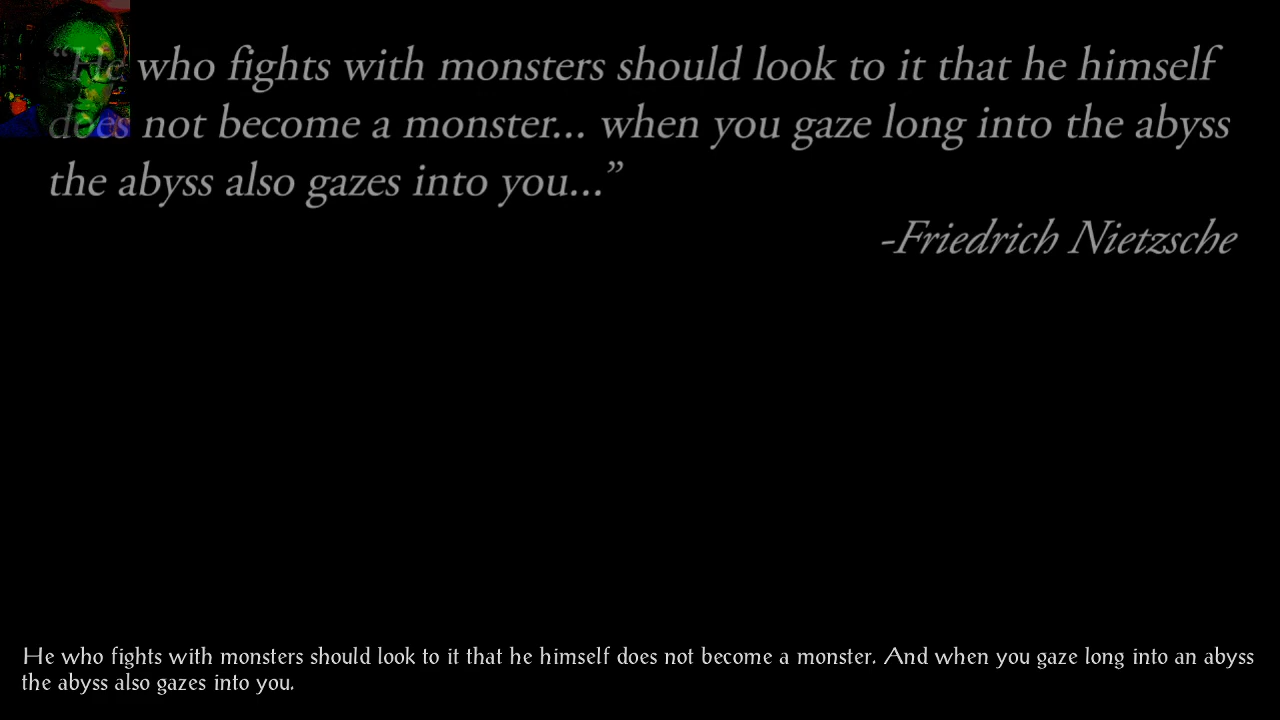 “He who fights with monsters should look to it that he himself
does not become a monster... when you gaze long into the abyss
the abyss also gazes into you...”
-Friedrich Nietzsche
He who fights with monsters should look to it that he himself does not become a monster. And when you gaze long into an abyss
the abyss also gazes into you.